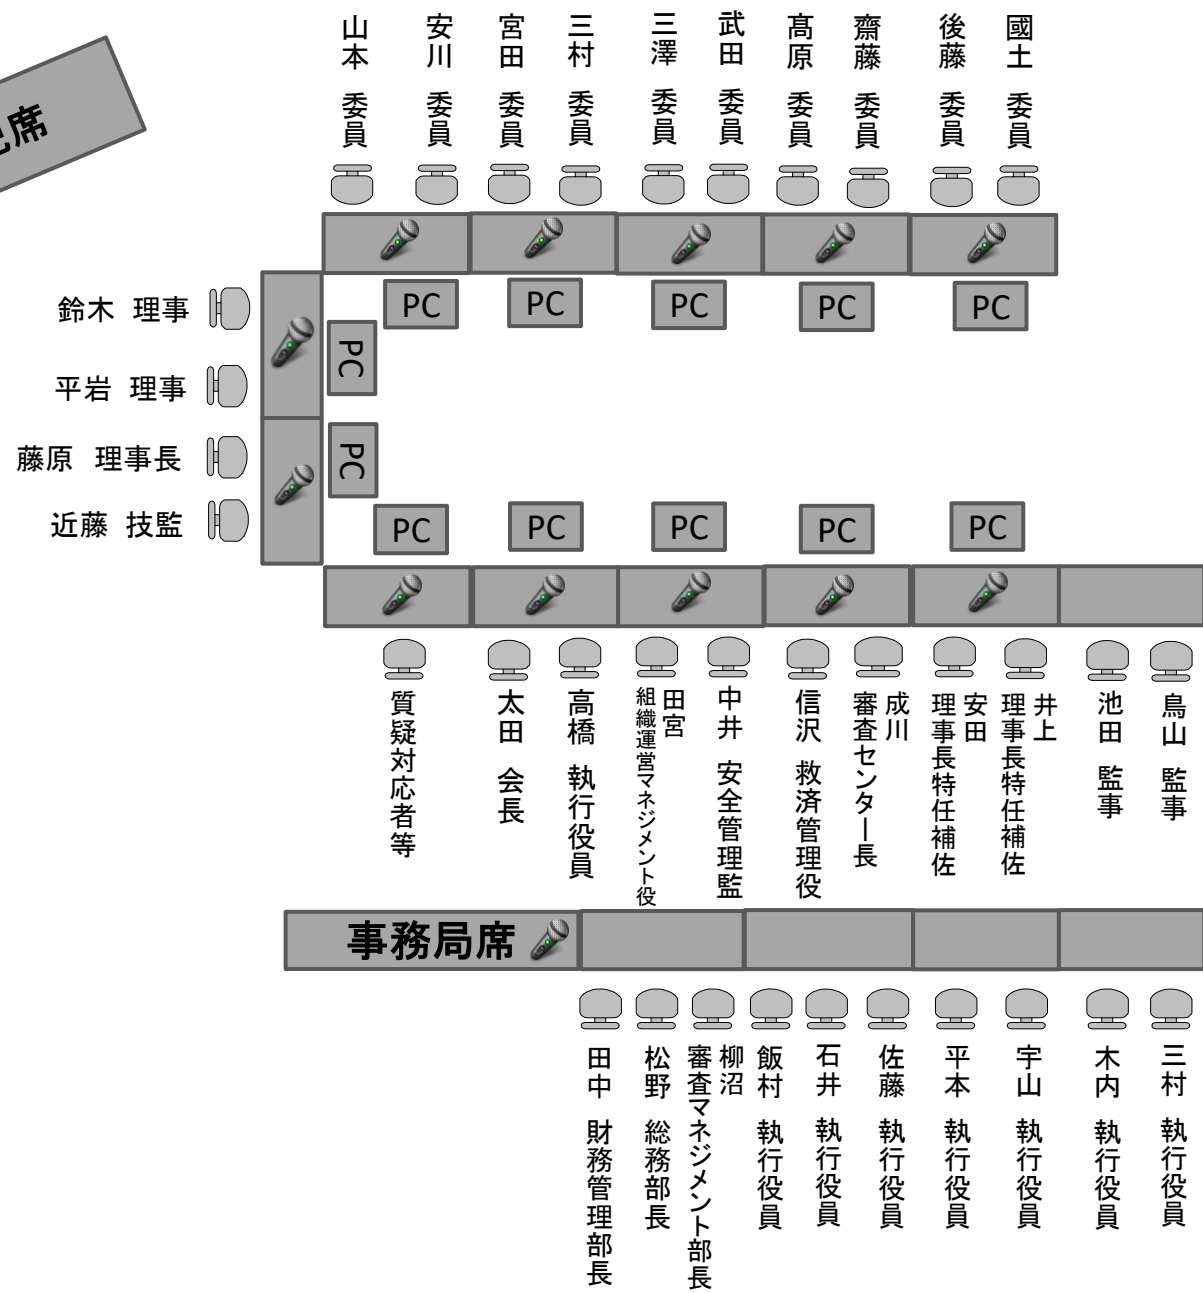 山本 委員
安川 委員
宮田 委員
三村 委員
三澤 委員
武田 委員
髙原 委員
齋藤 委員
後藤 委員
國土 委員
席
PC
PC
PC
PC
PC
鈴木 理事
平岩 理事
藤原 理事長
近藤 技監
PC
PC
PC
PC
PC
PC
PC
質疑対応者等
太田 会長
高橋 執行役員
田宮
組織運営マネジメント役
中井 安全管理監
信沢 救済管理役
成川
審査センター長
安田
理事長特任補佐
井上
理事長特任補佐
池田 監事
鳥山 監事
事務局席
田中 財務管理部長
松野 総務部長
柳沼
審査マネジメント部長
飯村 執行役員
石井 執行役員
佐藤 執行役員
平本 執行役員
宇山 執行役員
木内 執行役員
三村 執行役員